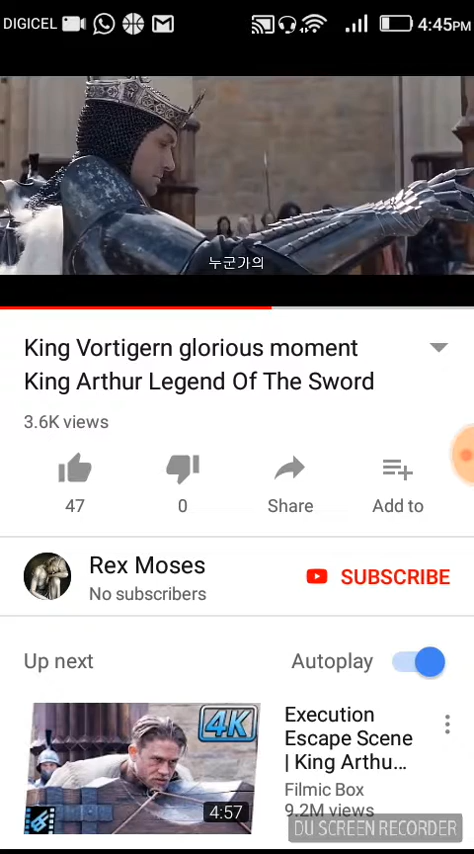 DIGICEL 4:45PM
누군가의
King Vortigern glorious moment
King Arthur Legend Of The Sword
3.6K views
47 0 Share Add to
Rex Moses
No subscribers
SUBSCRIBE
Up next Autoplay
4K
4:57
Execution
Escape Scene
| King Arthu...
Filmic Box
9.2M views
DU SCREEN RECORDER